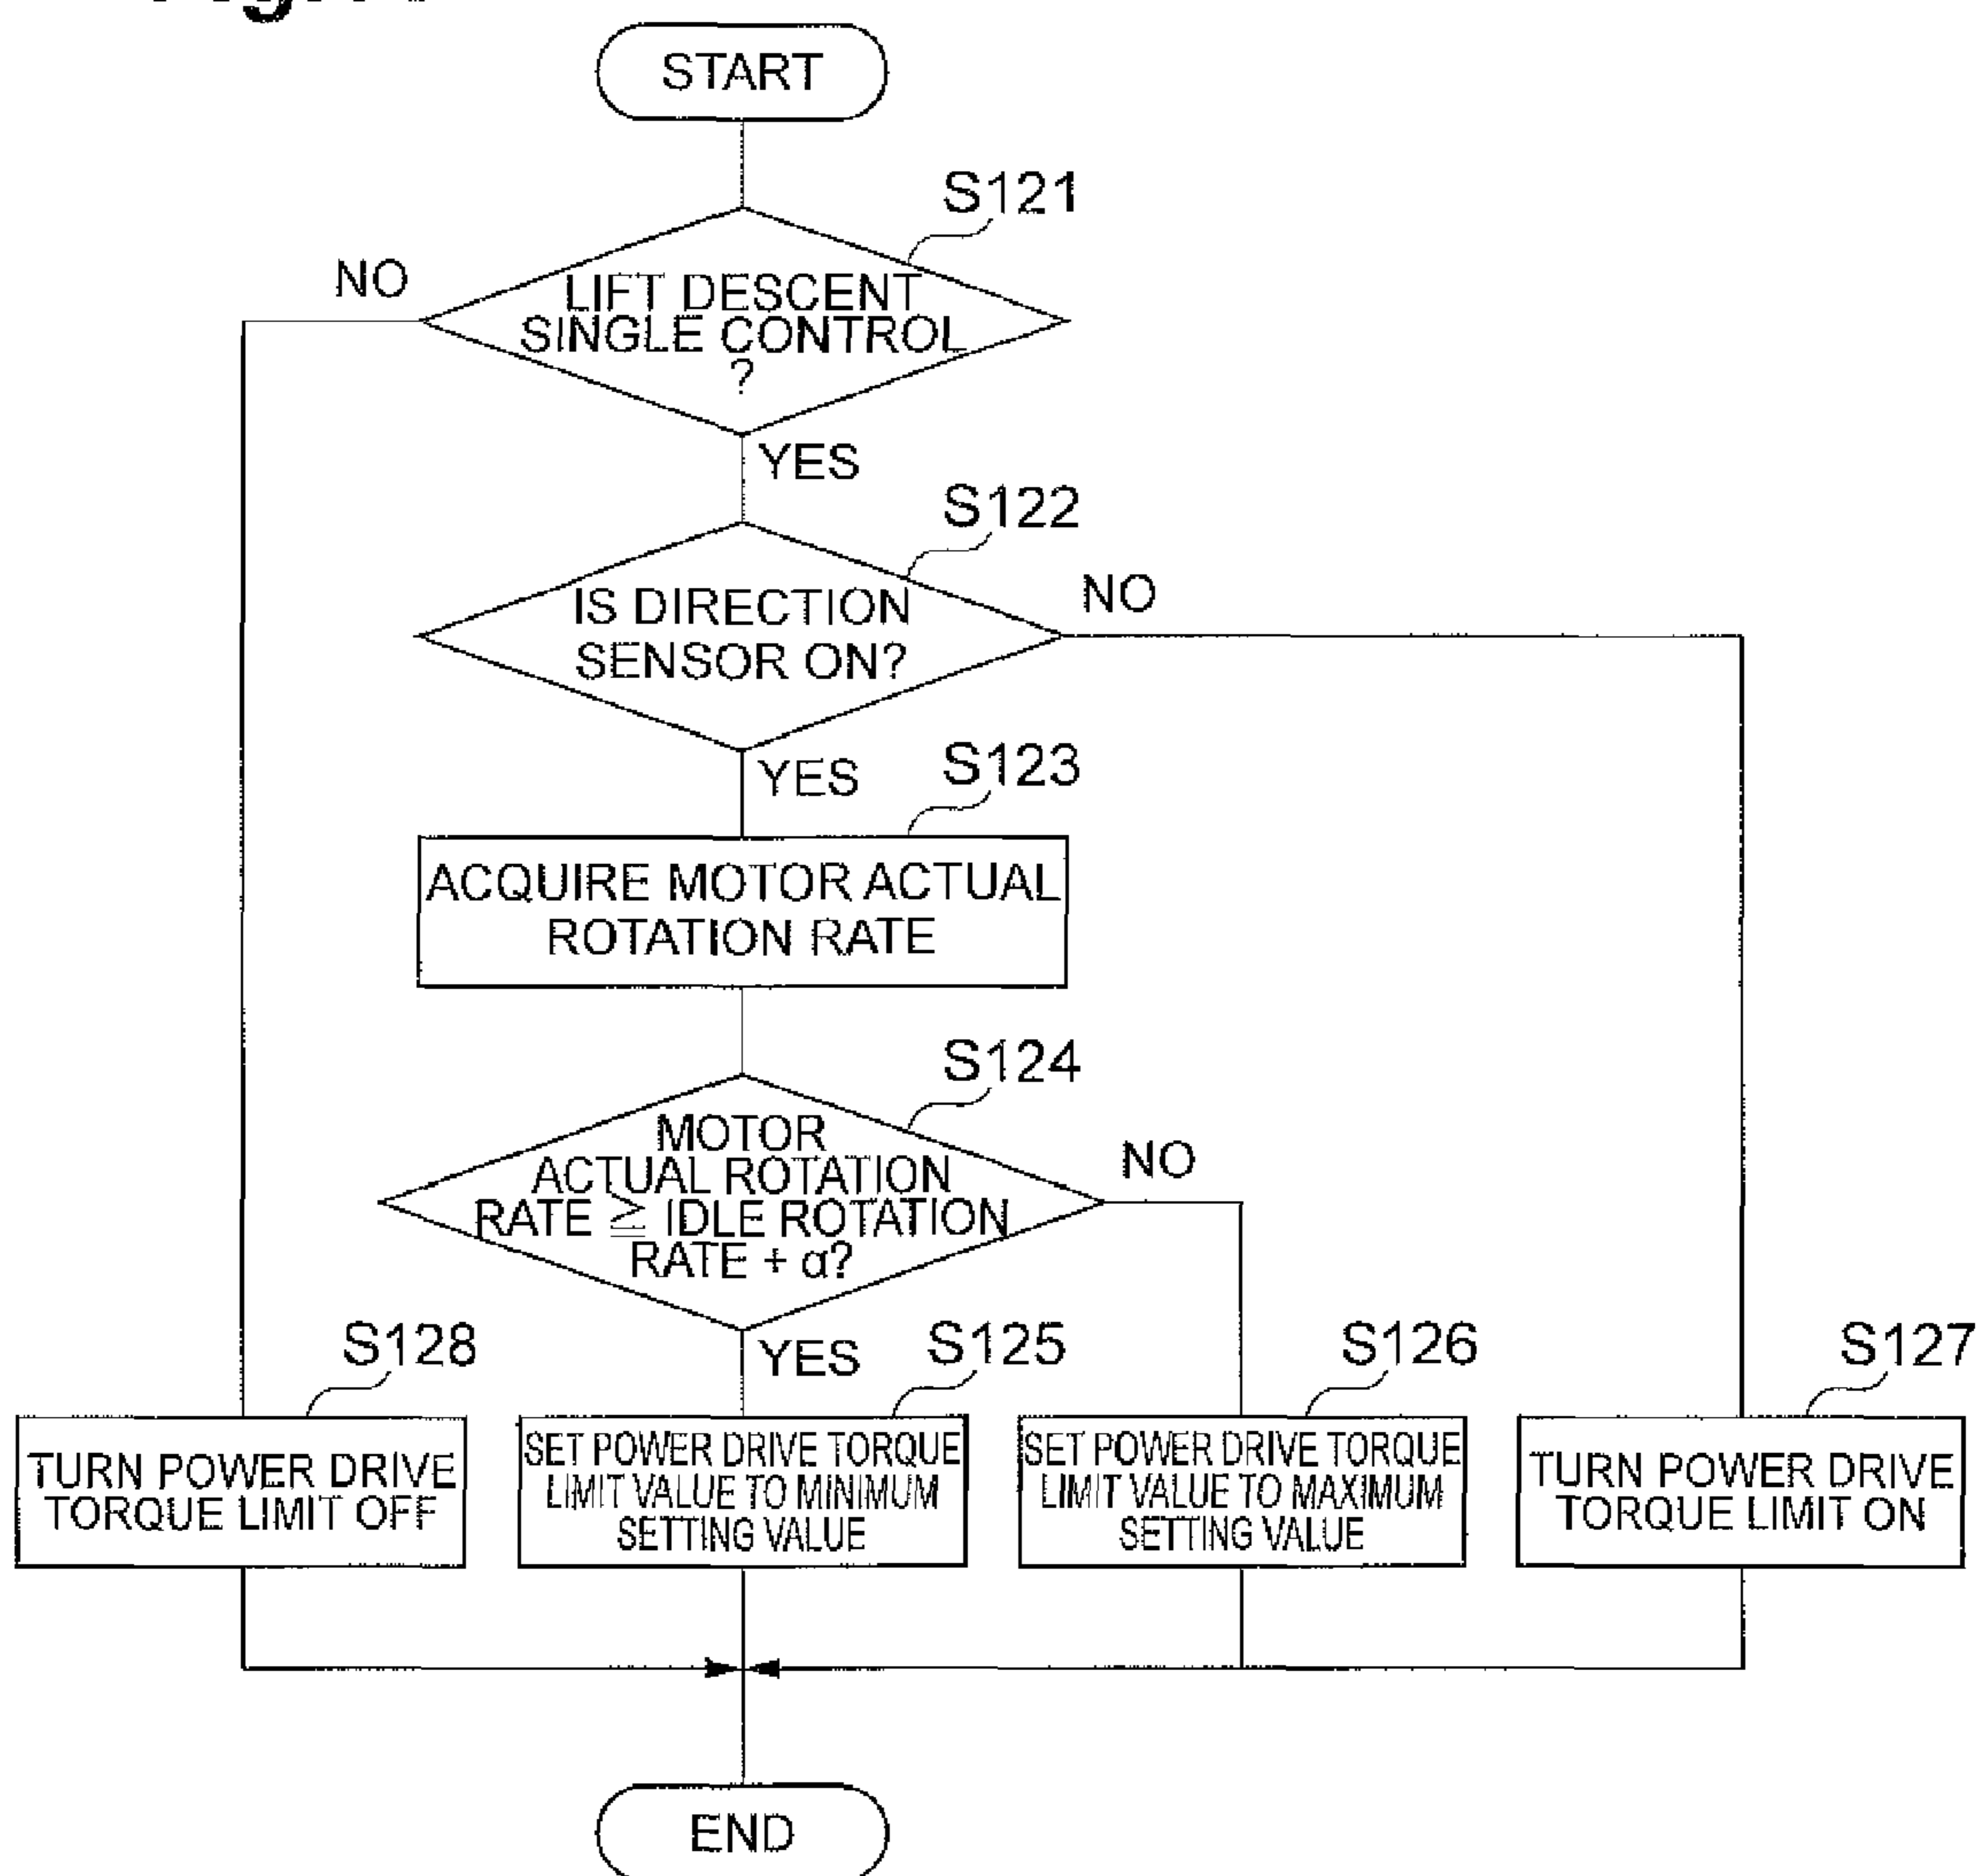 START
S121
NO
LIFT DESCENT
SINGLE CONTROL
?
YES
S122
IS DIRECTION
SENSOR ON?
NO
YES
S123
ACQUIRE MOTOR ACTUAL
ROTATION RATE
S124
MOTOR
ACTUAL ROTATION
RATE ≧ IDLE ROTATION
RATE + α?
NO
YES
S128
TURN POWER DRIVE
TORQUE LIMIT OFF
S125
SET POWER DRIVE TORQUE
LIMIT VALUE TO MINIMUM
SETTING VALUE
S126
SET POWER DRIVE TORQUE
LIMIT VALUE TO MAXIMUM
SETTING VALUE
S127
TURN POWER DRIVE
TORQUE LIMIT ON
END